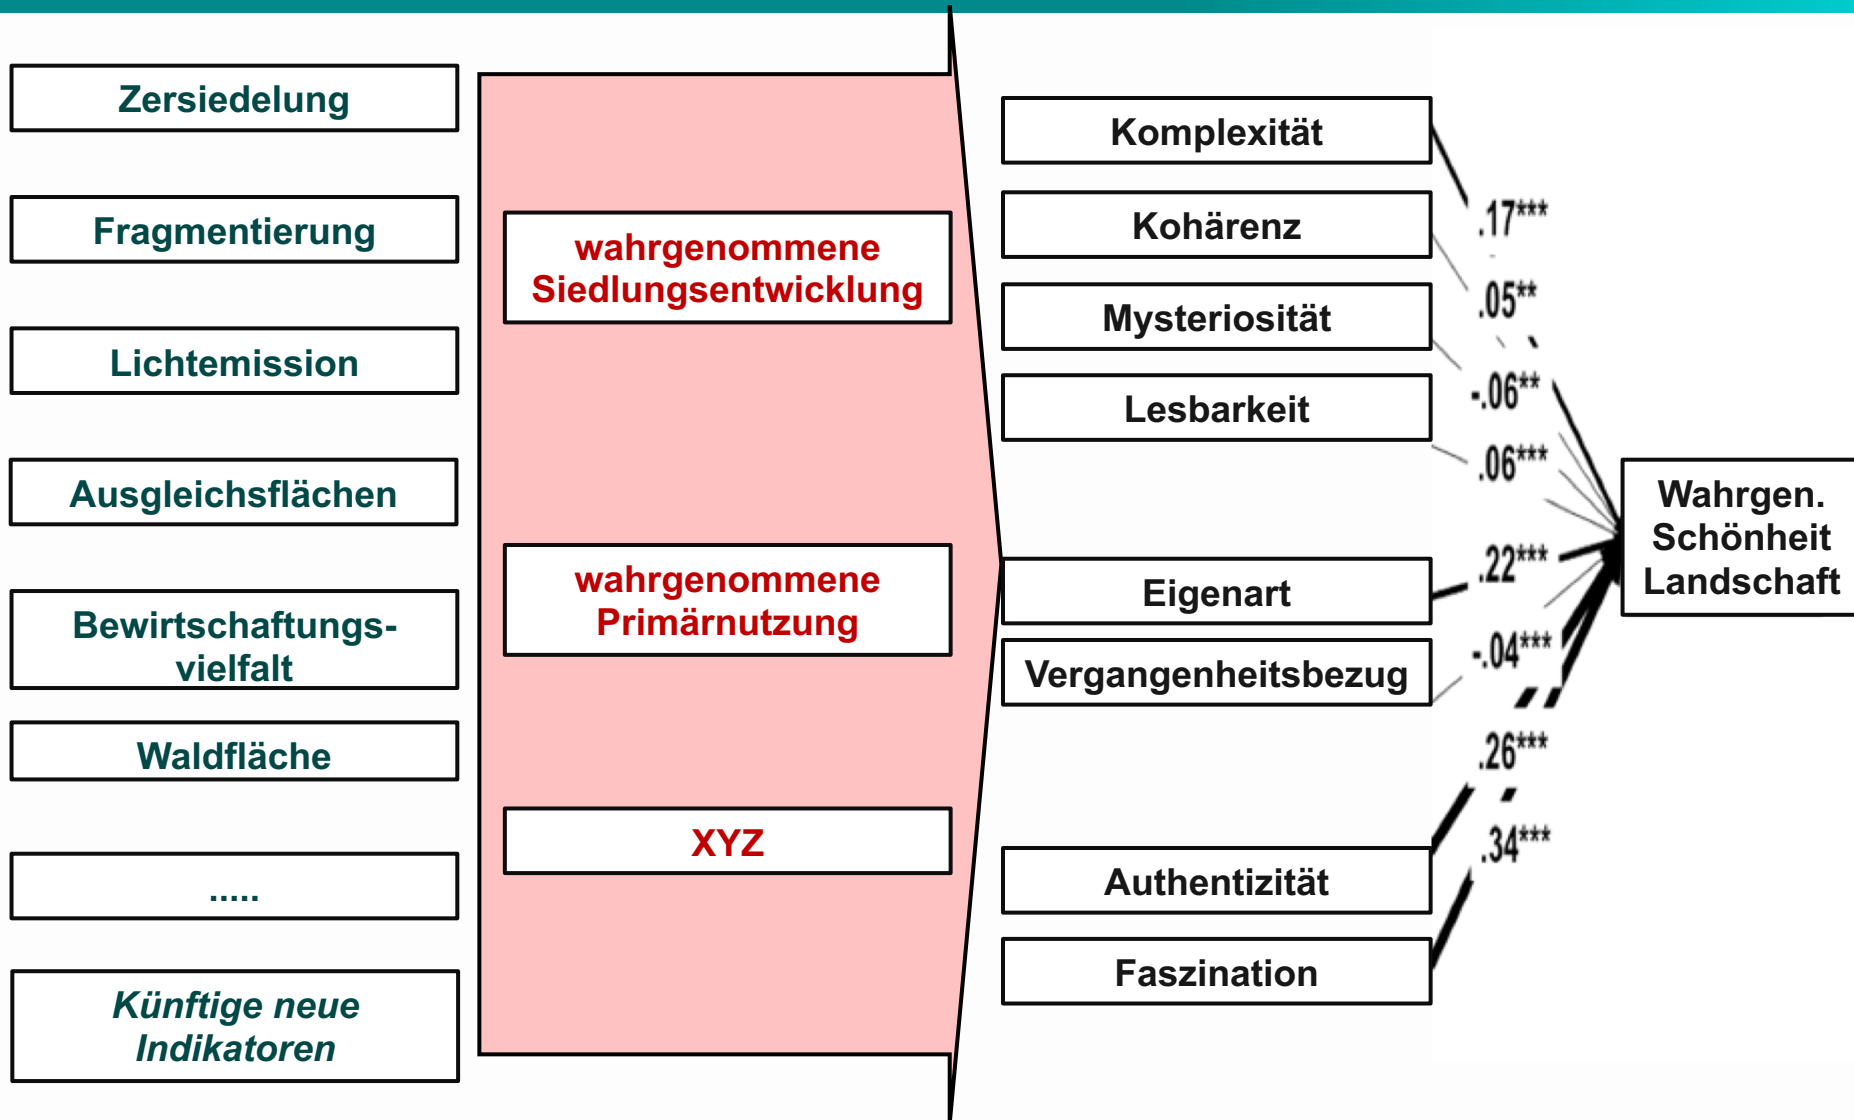 Zersiedelung
Fragmentierung
Lichtemission
Ausgleichsflächen
Bewirtschaftungs-
vielfalt
Waldfläche
.....
Künftige neue
Indikatoren
wahrgenommene
Siedlungsentwicklung
wahrgenommene
Primärnutzung
XYZ
Komplexität
Kohärenz
Mysteriosität
Lesbarkeit
Eigenart
Vergangenheitsbezug
Authentizität
Faszination
.17***
.05**
-.06**
.06***
.22***
-.04***
.26***
.34***
Wahrgen.
Schönheit
Landschaft